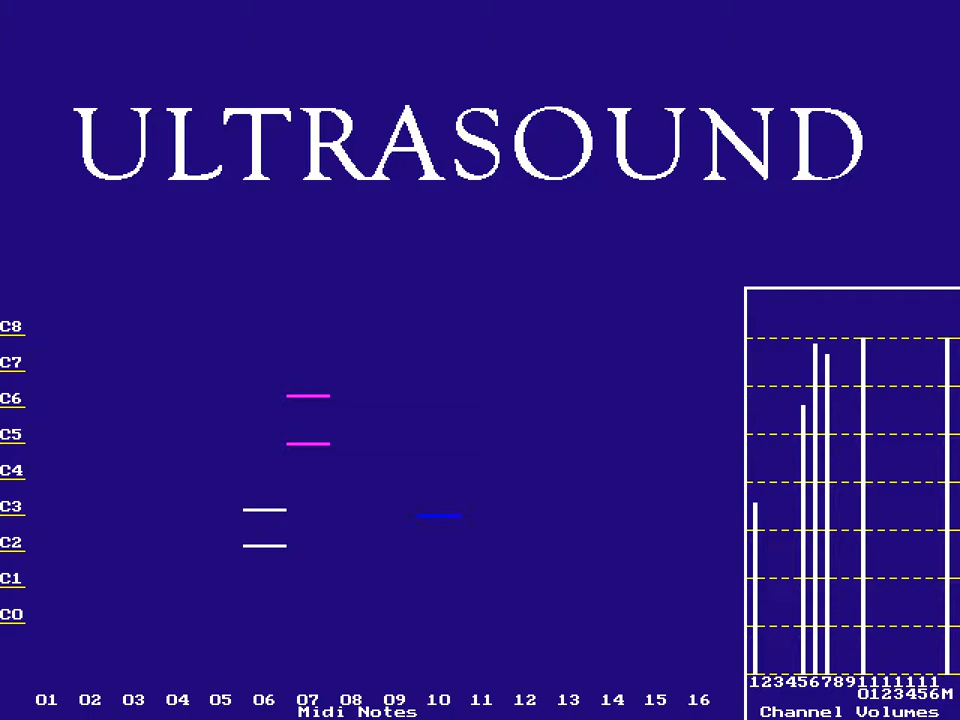 ULTRASOUND
C8
C7
C6
C5
C4
C3
C2
C1
C0
01 02 03 04 05 06 07 08 09 10 11 12 13 14 15 16
Midi Notes
1234567891111111
0123456M
Channel Volumes